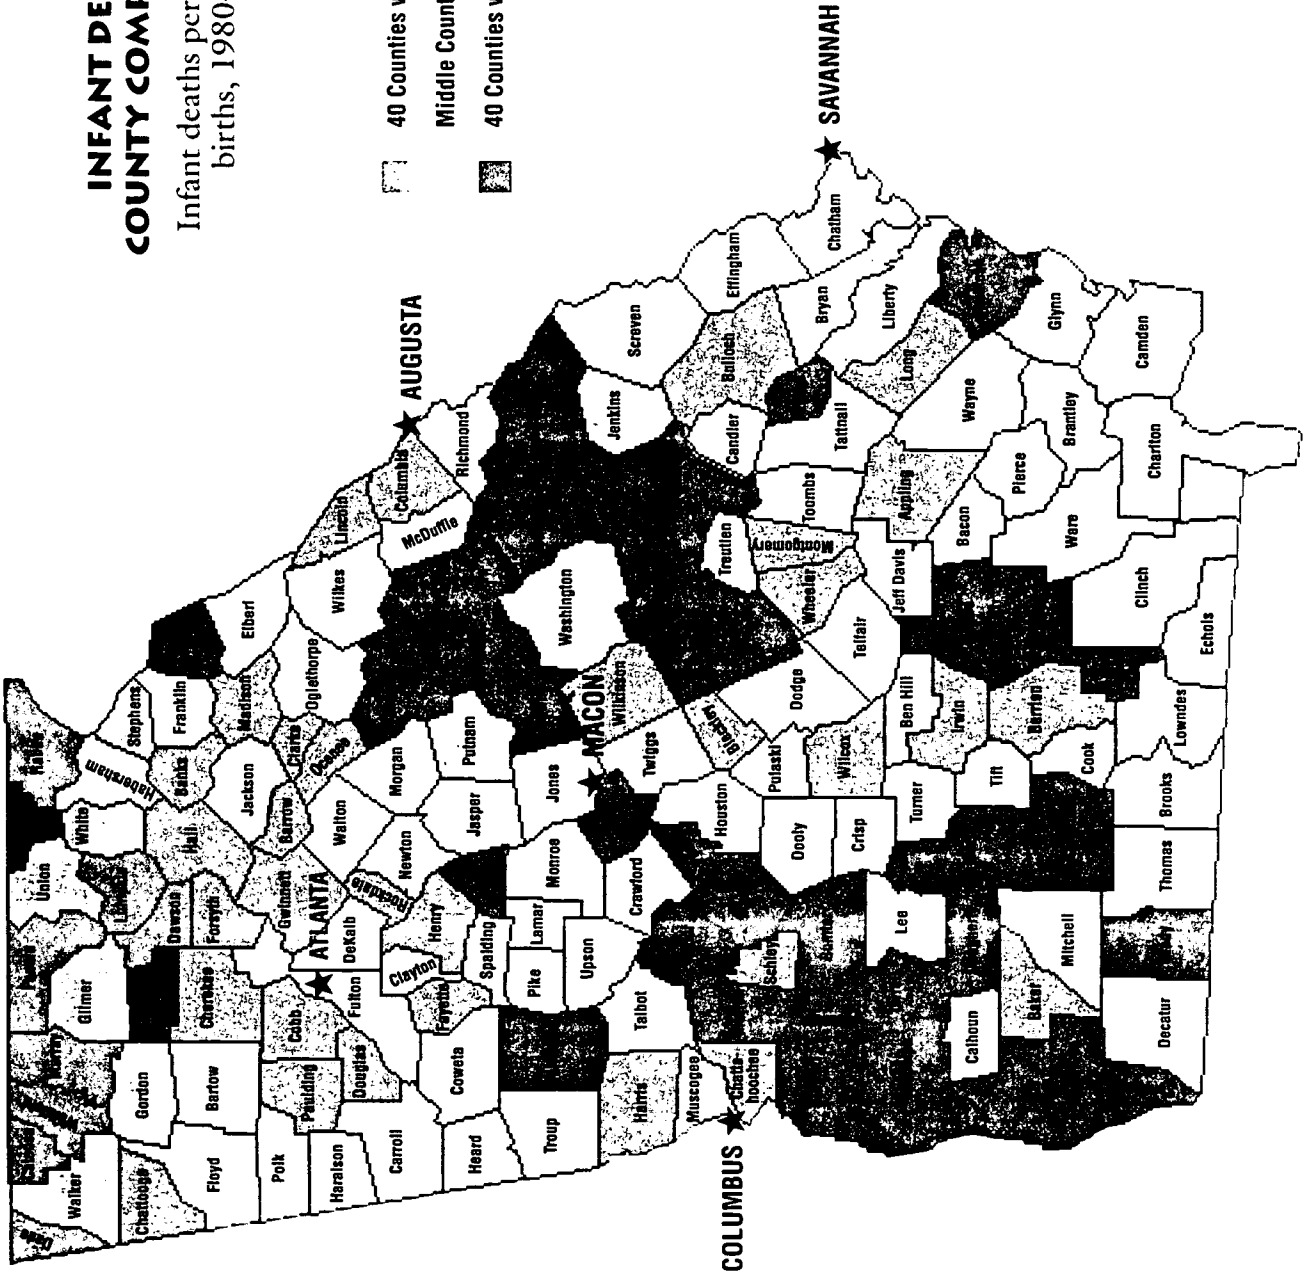 INFANT DE
COUNTY COMP
Infant deaths per
births, 1980-
40 Counties w
Middle Count
40 Counties w
Dade
Walker
Chattooga
Floyd
Polk
Haralson
Carroll
Heard
Troup
Gordon
Bartow
Paulding
Douglas
Coweta
Harris
Muscogee
Chatta-
hoochee
COLUMBUS
Gilmer
Cherokee
Cobb
Fulton
ATLANTA
DeKalb
Clayton
Fayette
Spalding
Pike
Lamar
Upson
Talbot
Schley
Union
Dawson
Forsyth
Gwinnett
Rockdale
Henry
Newton
Hall
White
Habersham
Banks
Jackson
Barrow
Walton
Morgan
Jasper
Jones
Monroe
Crawford
MACON
Twiggs
Houston
Stephens
Franklin
Madison
Clarke
Oconee
Oglethorpe
Putnam
Elbert
Wilkes
Lincoln
Columbia
McDuffie
Richmond
AUGUSTA
Washington
Wilkinson
Bleckley
Pulaski
Dodge
Wilcox
Dooly
Crisp
Turner
Lee
Calhoun
Baker
Mitchell
Decatur
Thomas
Brooks
Cook
Tift
Ben Hill
Irwin
Berrien
Lowndes
Echols
Clinch
Ware
Charlton
Camden
Glynn
Brantley
Pierce
Bacon
Wayne
Appling
Jeff Davis
Telfair
Wheeler
Montgomery
Treutlen
Toombs
Tattnall
Candler
Jenkins
Screven
Bulloch
Effingham
Bryan
Liberty
Long
Chatham
SAVANNAH